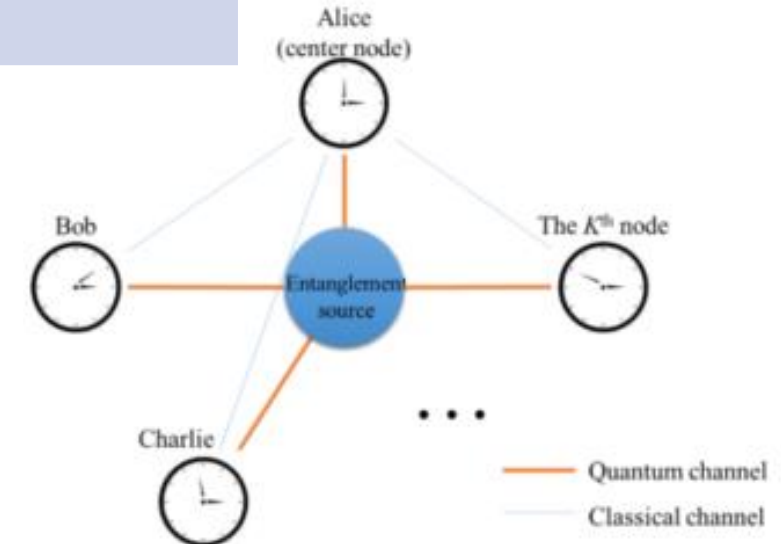 Alice
(center node)
Bob
The Kth node
Entanglement
source
Charlie
• • •
Quantum channel
Classical channel